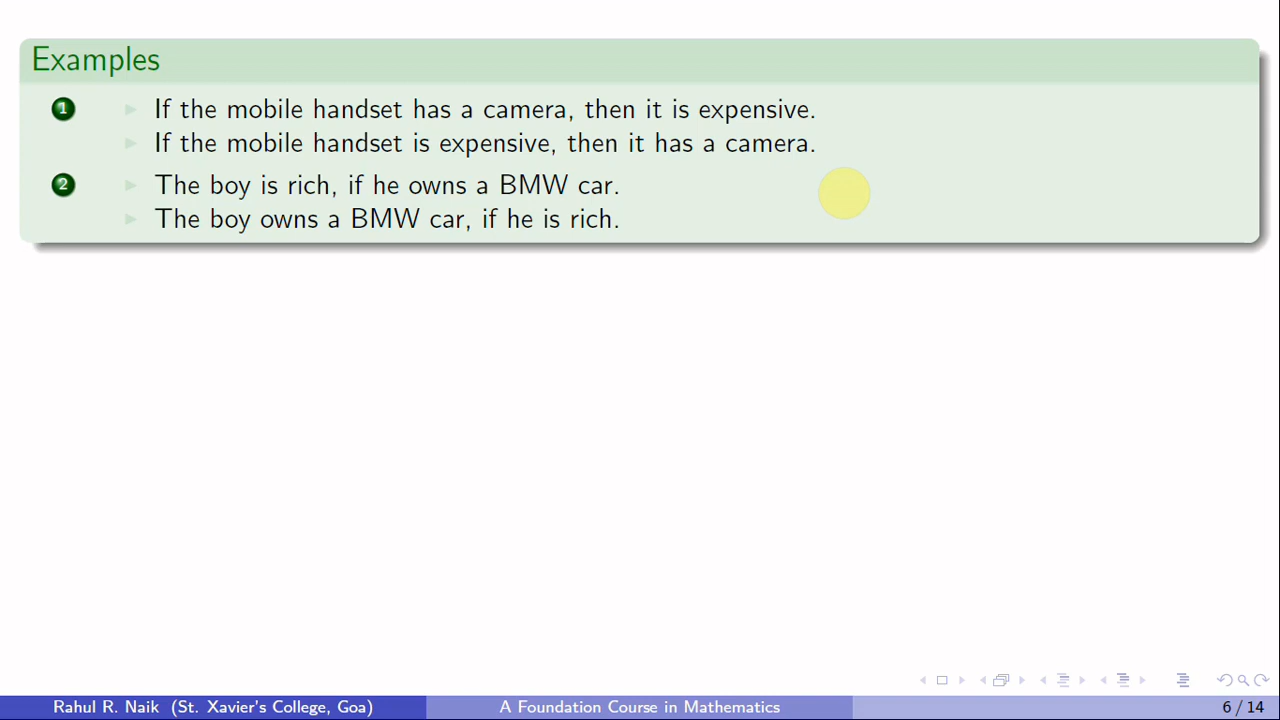 Examples
1 If the mobile handset has a camera, then it is expensive.
If the mobile handset is expensive, then it has a camera.
2 The boy is rich, if he owns a BMW car.
The boy owns a BMW car, if he is rich.
Rahul R. Naik (St. Xavier's College, Goa) A Foundation Course in Mathematics 6 / 14